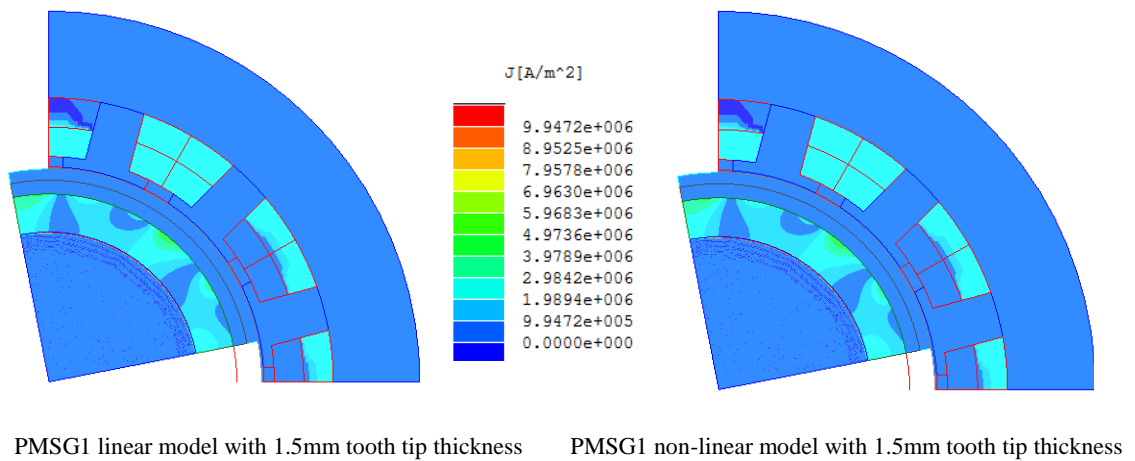 J[A/m^2]
9.9472e+006
8.9525e+006
7.9578e+006
6.9630e+006
5.9683e+006
4.9736e+006
3.9789e+006
2.9842e+006
1.9894e+006
9.9472e+005
0.0000e+000
PMSG1 linear model with 1.5mm tooth tip thickness
PMSG1 non-linear model with 1.5mm tooth tip thickness